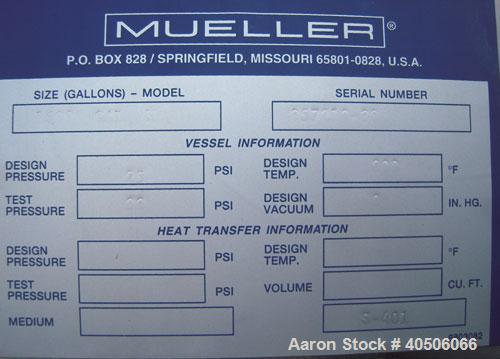 MUELLER®
P.O. BOX 828 / SPRINGFIELD, MISSOURI 65801-0828, U.S.A.
SIZE (GALLONS) – MODEL SERIAL NUMBER
VESSEL INFORMATION
DESIGN PRESSURE PSI DESIGN TEMP. °F
TEST PRESSURE PSI DESIGN VACUUM IN. HG.
HEAT TRANSFER INFORMATION
DESIGN PRESSURE PSI DESIGN TEMP. °F
TEST PRESSURE PSI VOLUME CU. FT.
MEDIUM S-401
Aaron Stock # 40506066